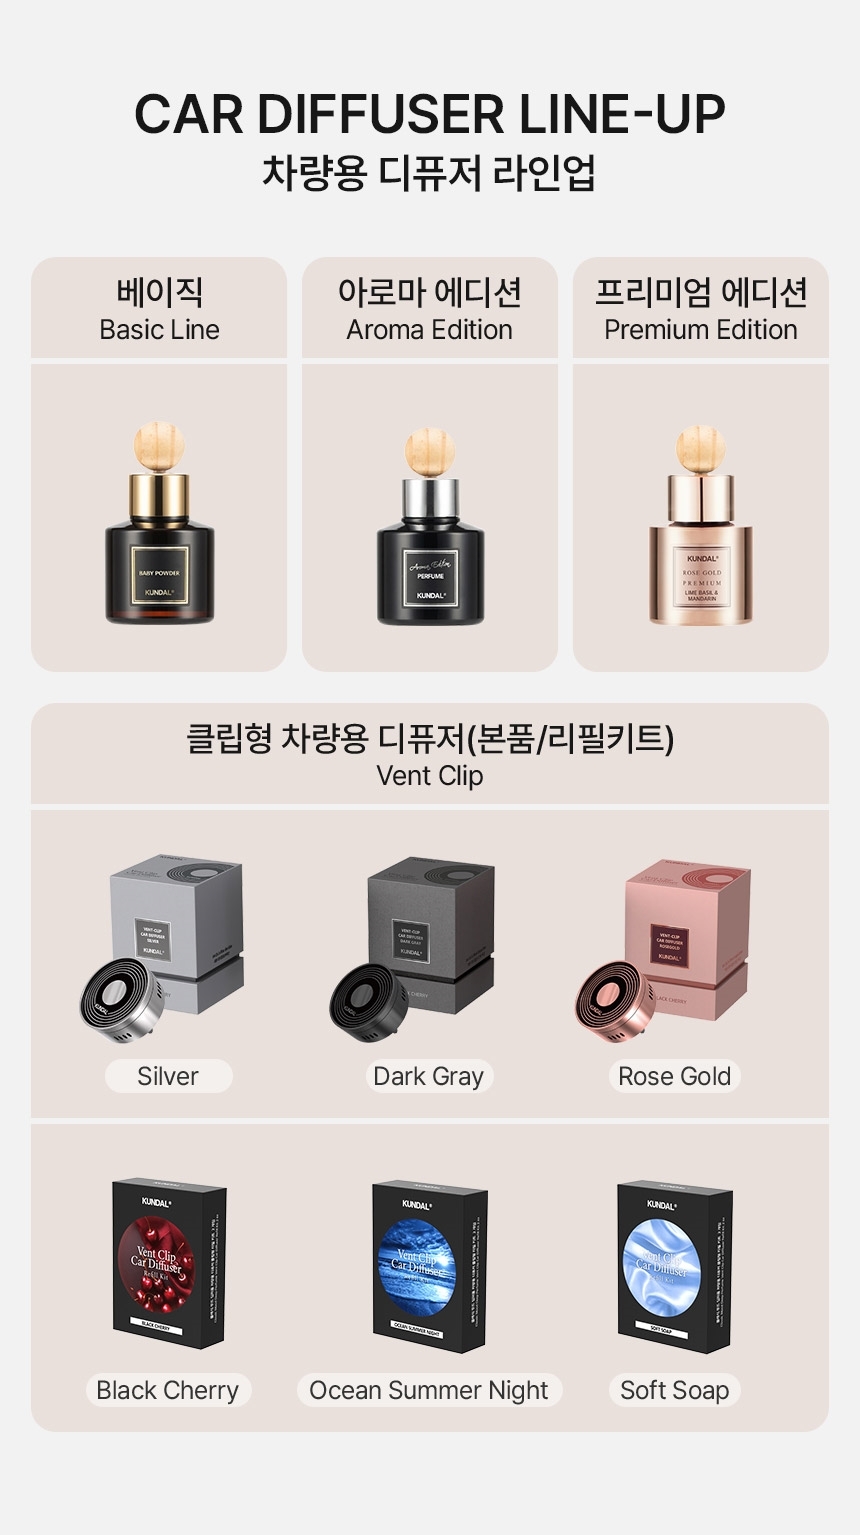 CAR DIFFUSER LINE-UP
차량용 디퓨저 라인업
베이직
Basic Line
아로마 에디션
Aroma Edition
프리미엄 에디션
Premium Edition
BABY POWDER
KUNDAL®
Aroma Edition
PERFUME
KUNDAL®
KUNDAL®
ROSE GOLD
PREMIUM
LIME BASIL &
MANDARIN
클립형 차량용 디퓨저(본품/리필키트)
Vent Clip
VENT-CLIP
CAR DIFFUSER
SILVER
KUNDAL®
VENT-CLIP
CAR DIFFUSER
DARK GRAY
KUNDAL®
VENT-CLIP
CAR DIFFUSER
ROSEGOLD
KUNDAL®
Silver
Dark Gray
Rose Gold
KUNDAL®
Vent Clip
Car Diffuser
Refill Kit
BLACK CHERRY
KUNDAL®
Vent Clip
Car Diffuser
Refill Kit
OCEAN SUMMER NIGHT
KUNDAL®
Vent Clip
Car Diffuser
Refill Kit
SOFT SOAP
Black Cherry
Ocean Summer Night
Soft Soap